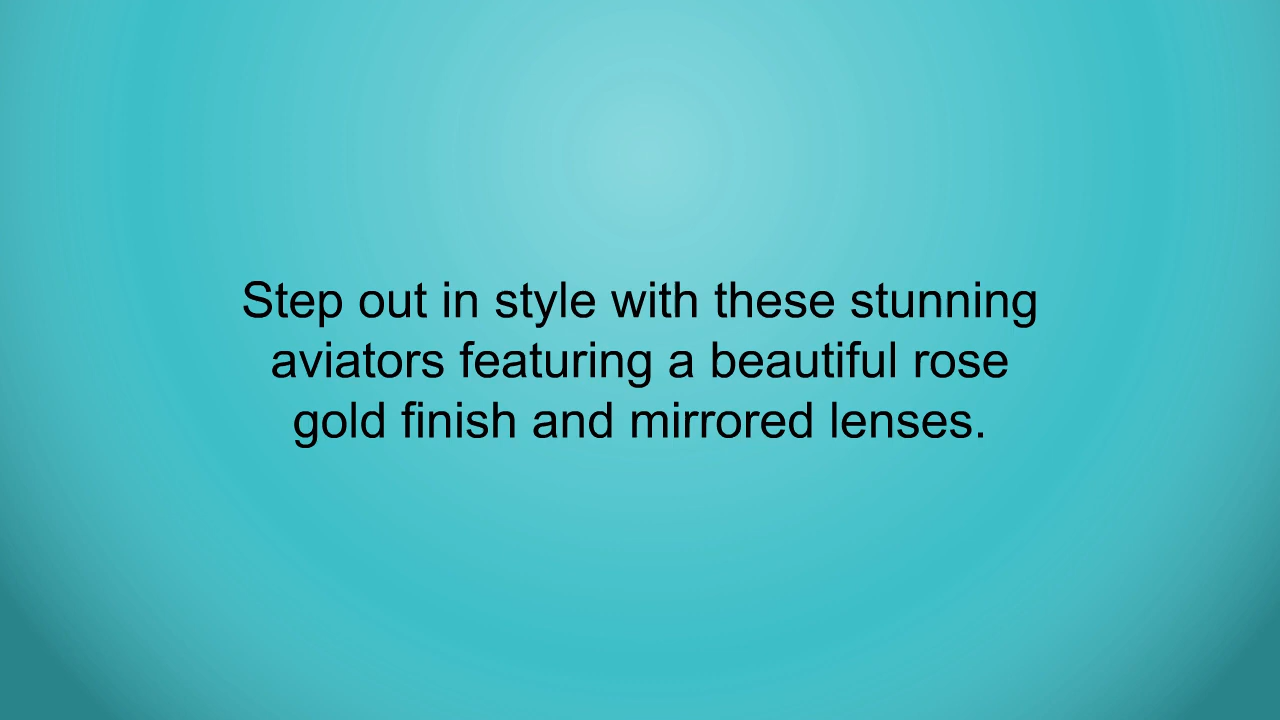 Step out in style with these stunning
aviators featuring a beautiful rose
gold finish and mirrored lenses.